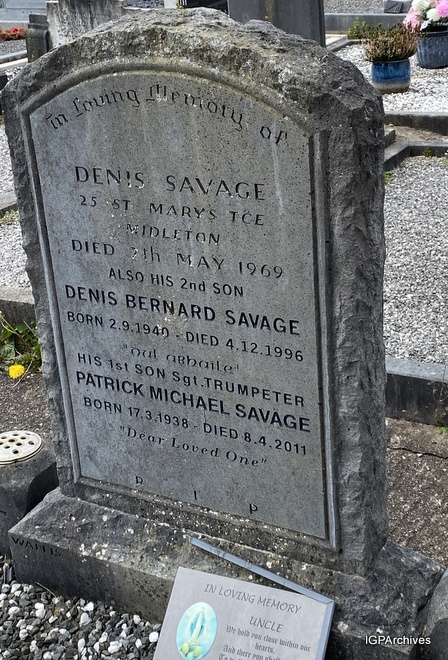 In Loving Memory of
DENIS SAVAGE
25 ST. MARYS TCE
MIDLETON
DIED 7th MAY 1969
ALSO HIS 2nd SON
DENIS BERNARD SAVAGE
BORN 2.9.1940 - DIED 4.12.1996
HIS 1st SON Sgt. TRUMPETER
PATRICK MICHAEL SAVAGE
BORN 17.3.1938 - DIED 8.4.2011
"Dear Loved One"
R I P
IN LOVING MEMORY
UNCLE
We hold you close within our
hearts,
And there you
IGPArchives